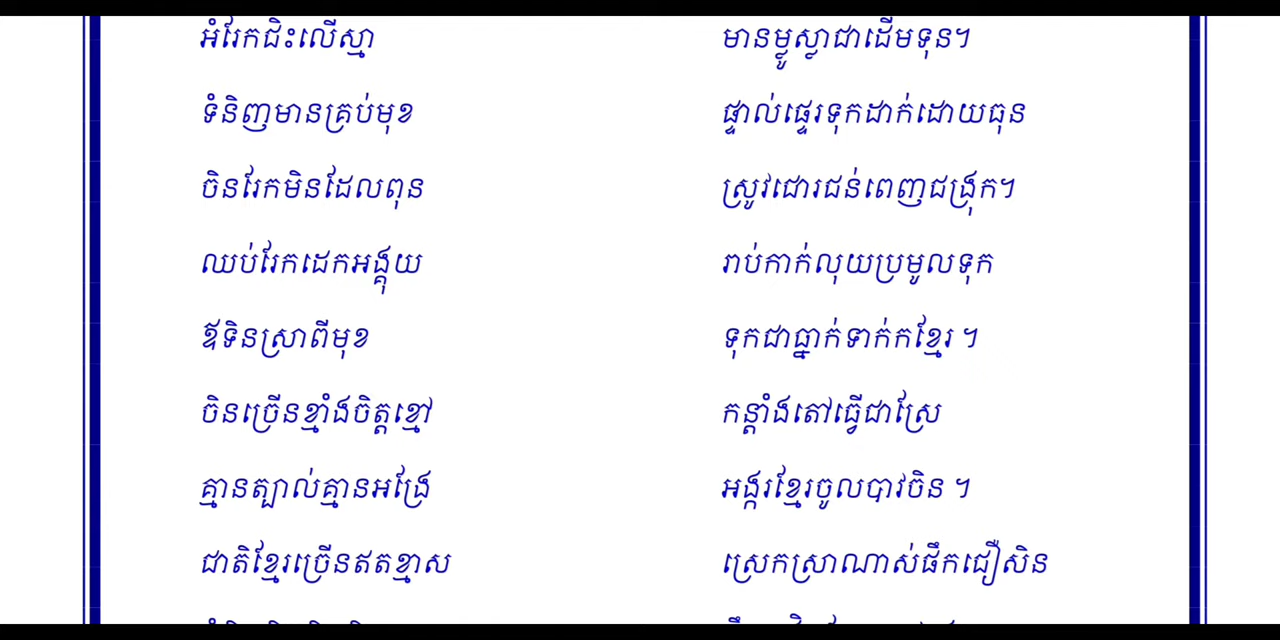 អំរែកជិះលើស្មា មានម្លូស្លាជាដើមទុន។
ទំនិញមានគ្រប់មុខ ផ្ទាល់ផ្ទេរទុកដាក់ដោយធុន
ចិនរែកមិនដែលពុន ស្រូវជោរជន់ពេញជង្រុក។
ឈប់រែកដេកអង្គុយ រាប់កាក់លុយប្រមូលទុក
ឪទិនស្រាពីមុខ ទុកជាធ្នាក់ទាក់កខ្មែរ ។
ចិនច្រើនខ្មាំងចិត្តខ្មៅ កន្តាំងតៅធ្វើជាស្រែ
គ្មានត្បាល់គ្មានអង្រែ អង្ករខ្មែរចូលបាវចិន ។
ជាតិខ្មែរច្រើនឥតខ្មាស ស្រេកស្រាណាស់ផឹកជឿសិន